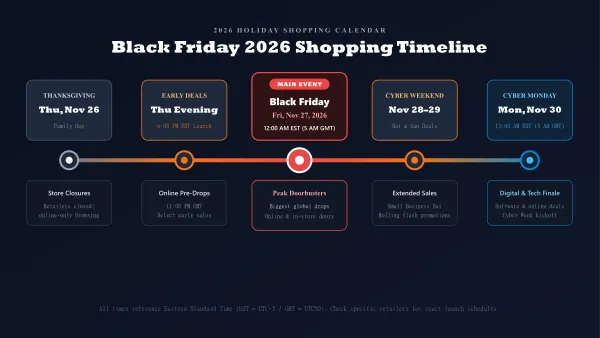 2026 HOLIDAY SHOPPING CALENDAR
Black Friday 2026 Shopping Timeline
THANKSGIVING
Thu, Nov 26
Family Day
EARLY DEALS
Thu Evening
6:00 PM EST Launch
MAIN EVENT
Black Friday
Fri, Nov 27, 2026
12:00 AM EST (5 AM GMT)
CYBER WEEKEND
Nov 28–29
Sat & Sun Deals
CYBER MONDAY
Mon, Nov 30
12:00 AM EST (5 AM GMT)
Store Closures
Retailers closed;
online-only browsing
Online Pre-Drops
11:00 PM GMT
Select early sales
Peak Doorbusters
Biggest global drops
Online & in-store doors
Extended Sales
Small Business Sat
Rolling flash promotions
Digital & Tech Finale
Software & online deals
Cyber Week kickoff
All times reference Eastern Standard Time (EST = UTC-5 / GMT = UTC±0). Check specific retailers for exact launch schedules.